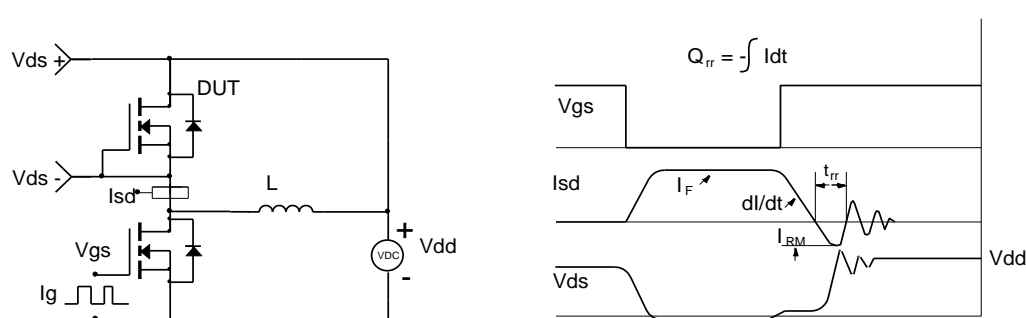 Vds +
DUT
Vds -
Isd
L
Vgs
Ig
+
VDC
-
Vdd
Qrr = -∫ Idt
Vgs
Isd
IF
dI/dt
trr
IRM
Vds
Vdd